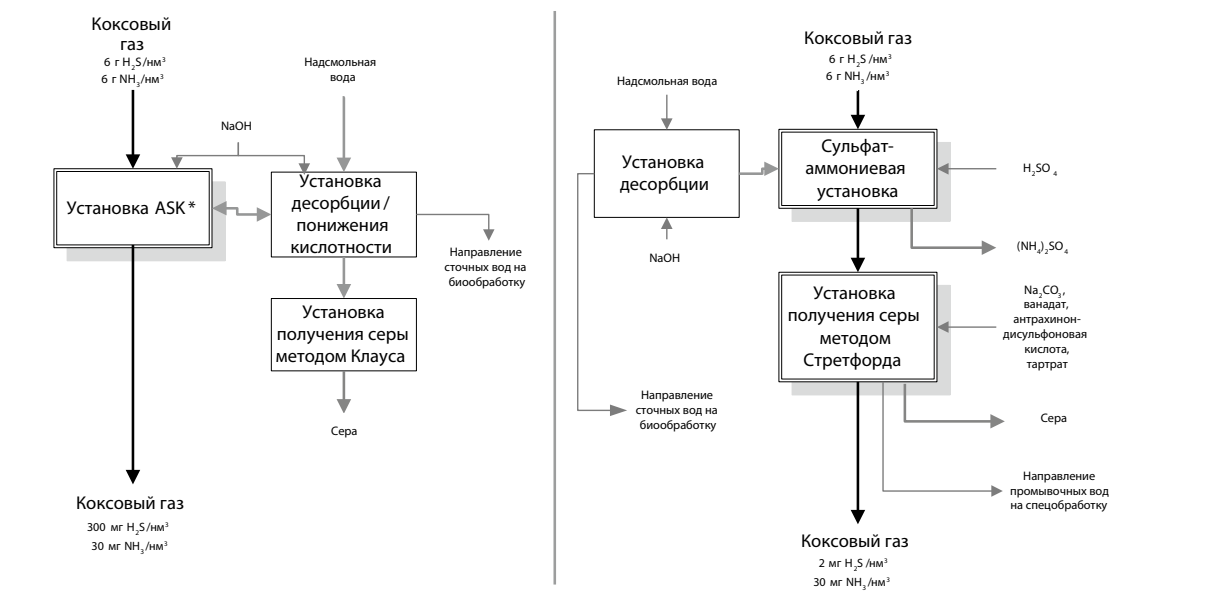 Коксовый
газ
6 г H₂S/нм³
6 г NH₃/нм³
Надсмольная
вода
NaOH
Установка ASK*
Установка
десорбции /
понижения
кислотности
Направление
сточных вод на
биообработку
Установка
получения серы
методом Клауса
Сера
Коксовый газ
300 мг H₂S/нм³
30 мг NH₃/нм³
Коксовый газ
6 г H₂S/нм³
6 г NH₃/нм³
Надсмольная вода
Установка
десорбции
NaOH
Сульфат-
аммониевая
установка
H₂SO₄
(NH₄)₂SO₄
Установка
получения серы
методом
Стретфорда
Na₂CO₃,
ванадат,
антрахинон-
дисульфоновая
кислота,
тартрат
Направление
сточных вод на
биообработку
Сера
Направление
промывочных вод
на спецобработку
Коксовый газ
2 мг H₂S/нм³
30 мг NH₃/нм³